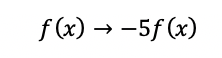 f(x) → −5f(x)